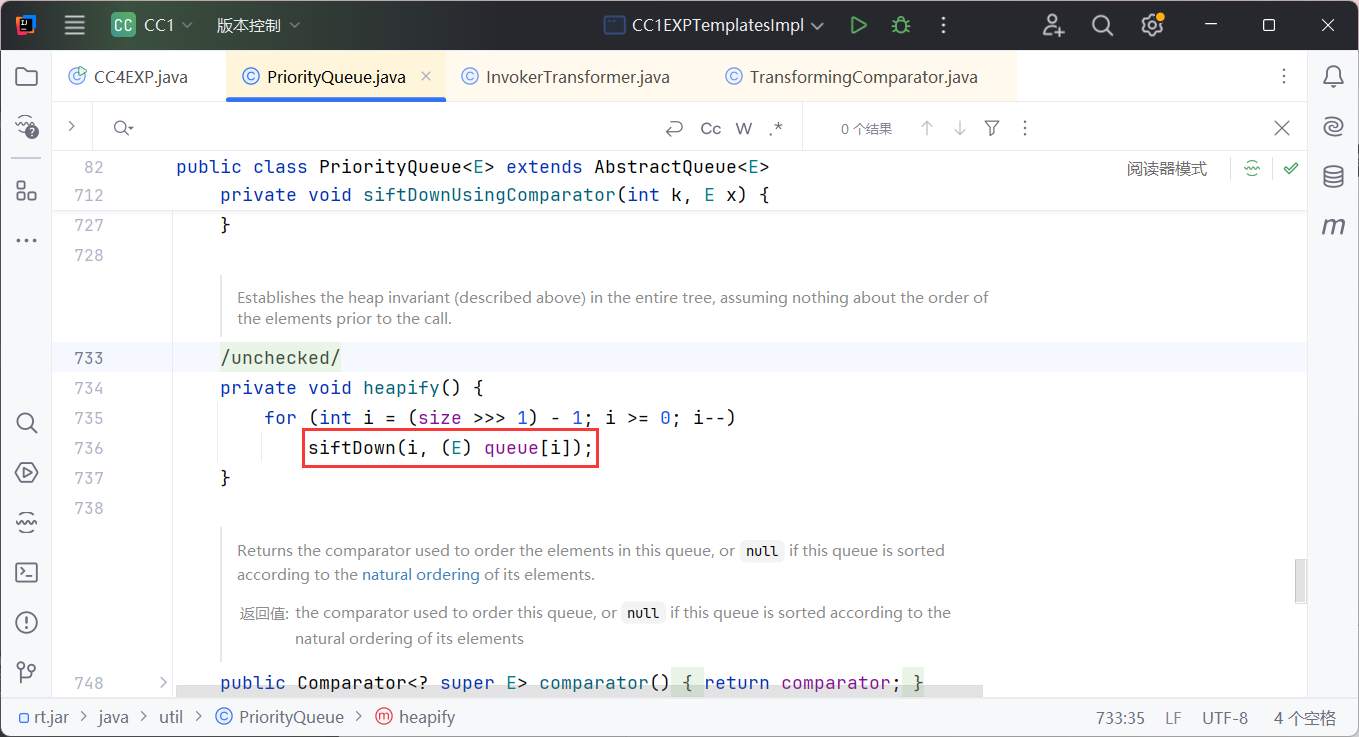 CC CC1 版本控制 CC1EXPTemplatesImpl
CC4EXP.java PriorityQueue.java InvokerTransformer.java TransformingComparator.java
Cc W .* 0 个结果
82 public class PriorityQueue<E> extends AbstractQueue<E> 阅读器模式
712 private void siftDownUsingComparator(int k, E x) {
727 }
728
Establishes the heap invariant (described above) in the entire tree, assuming nothing about the order of
the elements prior to the call.
733 /unchecked/
734 private void heapify() {
735 for (int i = (size >>> 1) - 1; i >= 0; i--)
736 siftDown(i, (E) queue[i]);
737 }
738
Returns the comparator used to order the elements in this queue, or null if this queue is sorted
according to the natural ordering of its elements.
返回值: the comparator used to order this queue, or null if this queue is sorted according to the
natural ordering of its elements
748 public Comparator<? super E> comparator() { return comparator; }
rt.jar > java > util > PriorityQueue > heapify 733:35 LF UTF-8 4 个空格